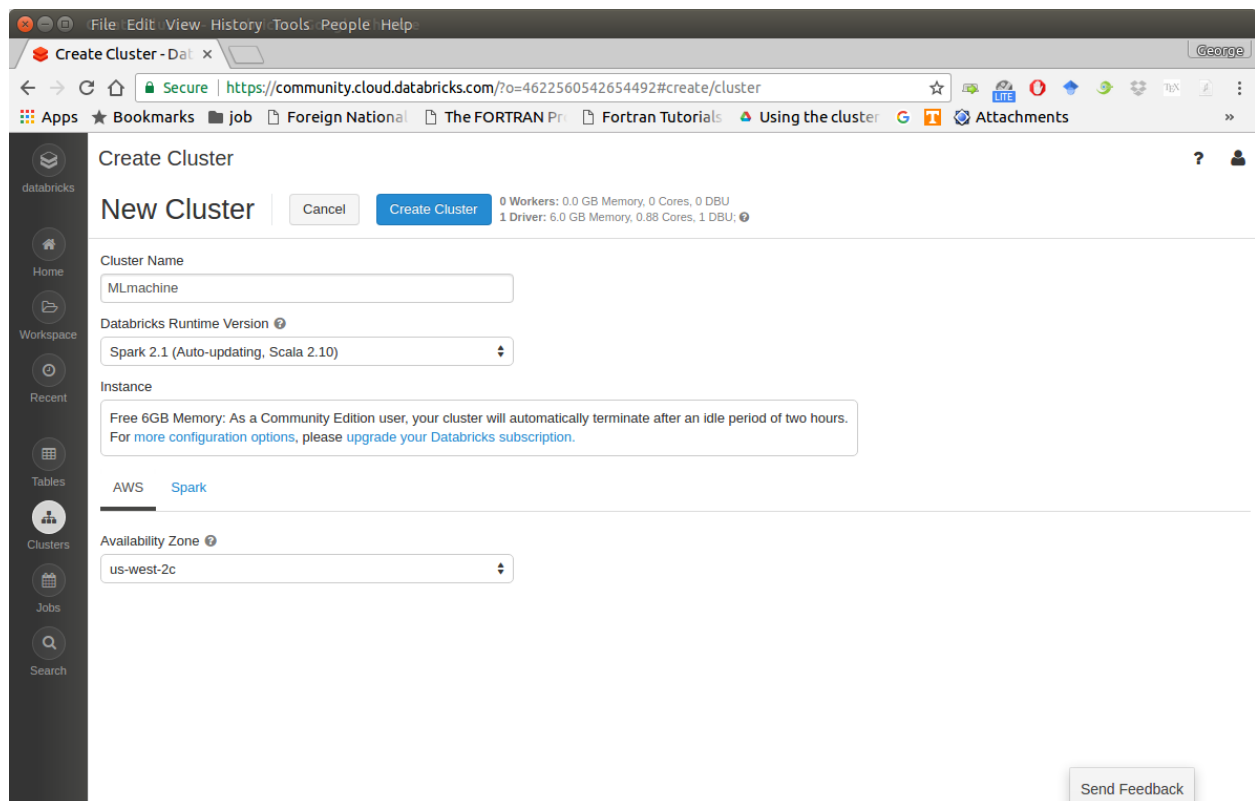 File Edit View History Tools People Help
Create Cluster - Dat
George
Secure | https://community.cloud.databricks.com/?o=4622560542654492#create/cluster
LITE
Apps Bookmarks job Foreign National The FORTRAN Pr Fortran Tutorials Using the cluster G T Attachments »
databricks
Create Cluster
?
New Cluster
Cancel
Create Cluster
0 Workers: 0.0 GB Memory, 0 Cores, 0 DBU
1 Driver: 6.0 GB Memory, 0.88 Cores, 1 DBU;
Home
Workspace
Recent
Tables
Clusters
Jobs
Search
Cluster Name
MLmachine
Databricks Runtime Version
Spark 2.1 (Auto-updating, Scala 2.10)
Instance
Free 6GB Memory: As a Community Edition user, your cluster will automatically terminate after an idle period of two hours.
For more configuration options, please upgrade your Databricks subscription.
AWS Spark
Availability Zone
us-west-2c
Send Feedback